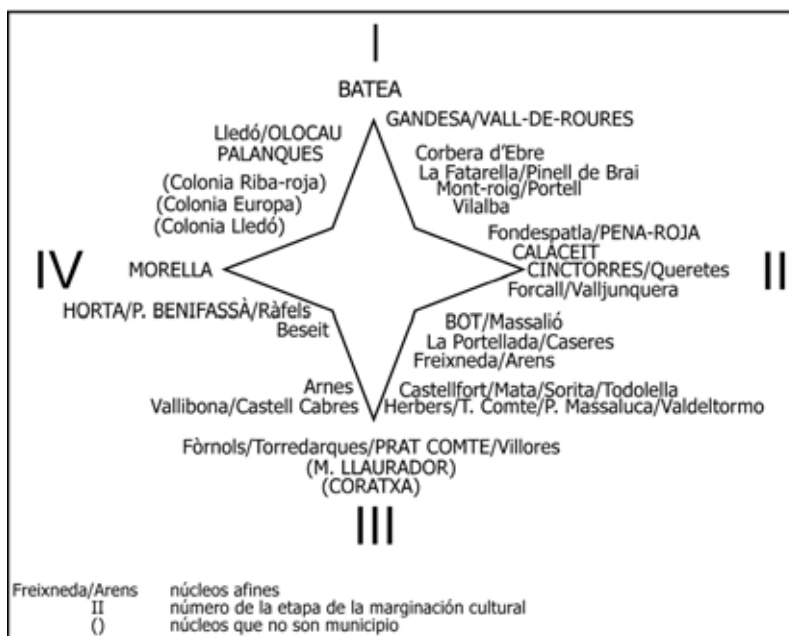 I
BATEA
GANDESA/VALL-DE-ROURES
Lledó/OLOCAU
PALANQUES
Corbera d'Ebre
La Fatarella/Pinell de Brai
Mont-roig/Portell
Vilalba
(Colonia Riba-roja)
(Colonia Europa)
(Colonia Lledó)
Fondespatla/PENA-ROJA
CALACEIT
IV
MORELLA
CINCTORRES/Queretes
II
Forcall/Valljunquera
HORTA/P. BENIFASSÀ/Ràfels
Beseit
BOT/Massalió
La Portellada/Caseres
Freixneda/Arens
Arnes
Vallibona/Castell Cabres
Castellfort/Mata/Sorita/Todolella
Herbers/T. Comte/P. Massaluca/Valdeltormo
Fòrnols/Torredarques/PRAT COMTE/Villores
(M. LLAURADOR)
(CORATXA)
III
Freixneda/Arens núcleos afines
II número de la etapa de la marginación cultural
() núcleos que no son municipio